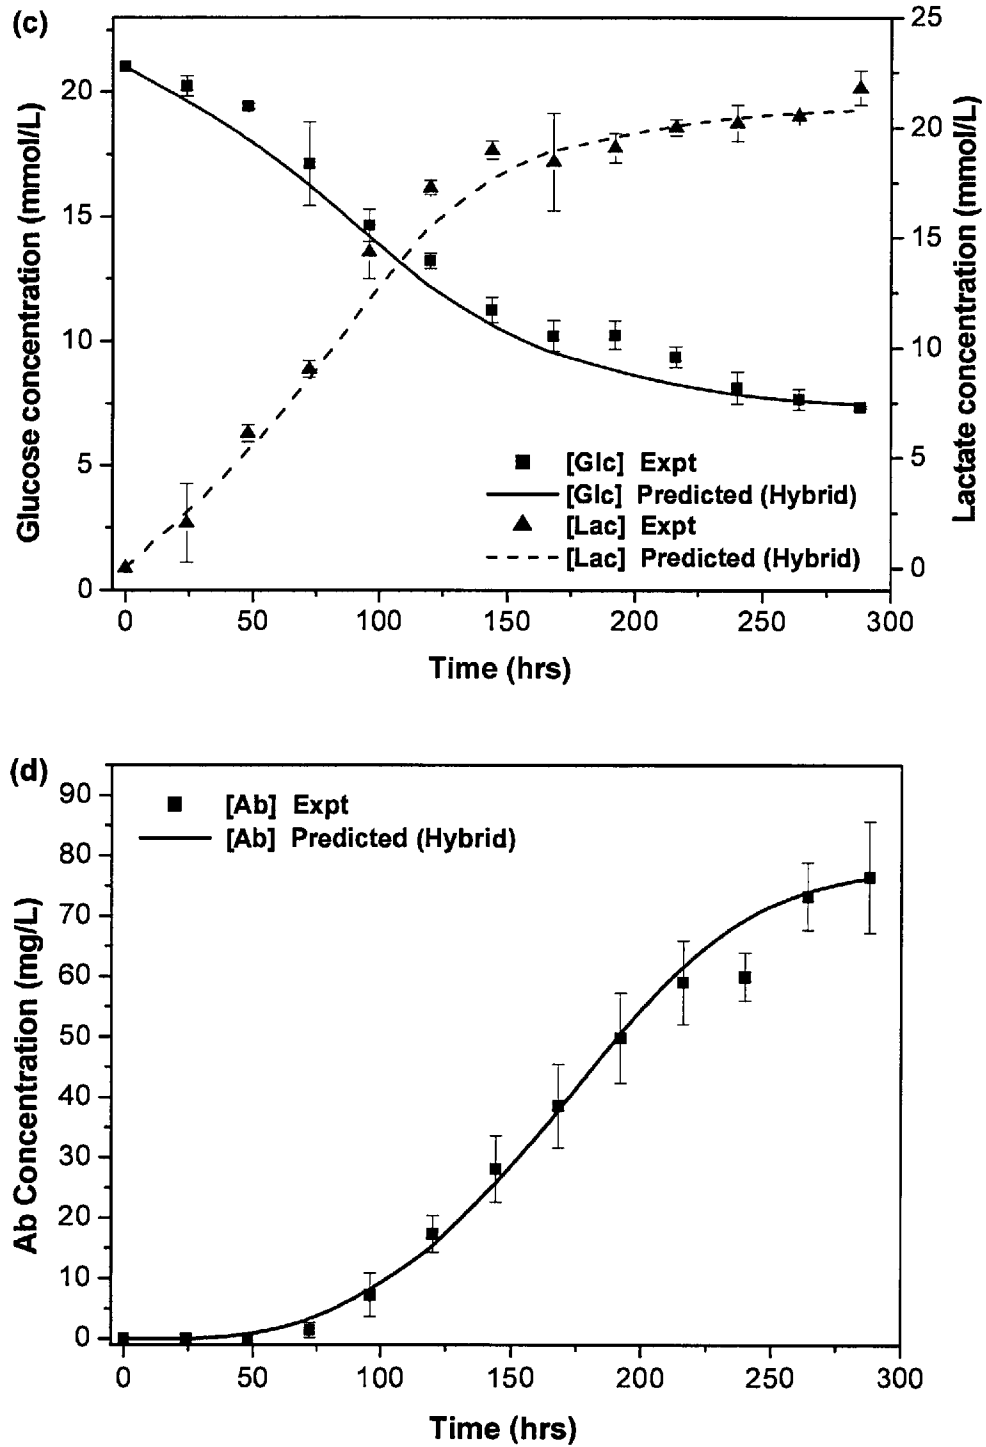 (c)
25
20
20
15
15
10
10
5
5
0
0
Glucose concentration (mmol/L)
Lactate concentration (mmol/L)
[Glc] Expt
[Glc] Predicted (Hybrid)
[Lac] Expt
[Lac] Predicted (Hybrid)
0 50 100 150 200 250 300
Time (hrs)
(d)
[Ab] Expt
[Ab] Predicted (Hybrid)
90
80
70
60
50
40
30
20
10
0
Ab Concentration (mg/L)
0 50 100 150 200 250 300
Time (hrs)